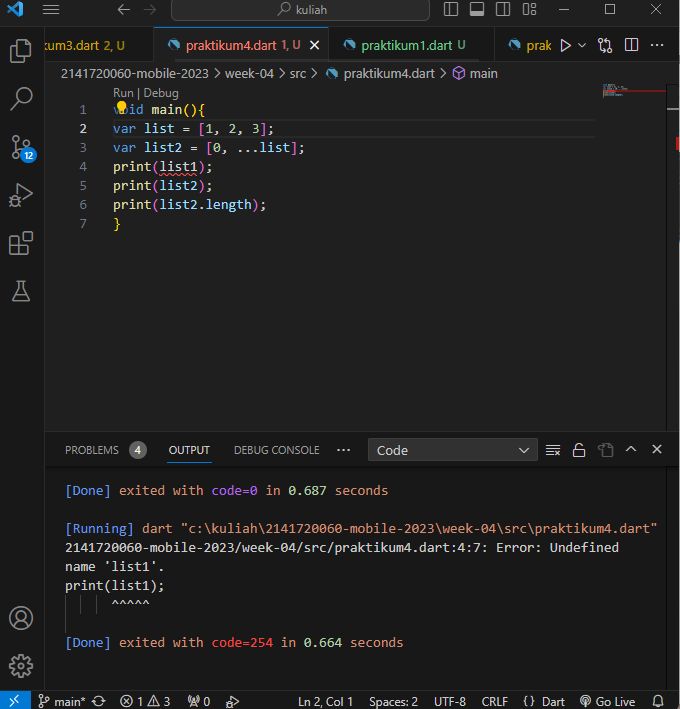 kuliah
kum3.dart 2, U
praktikum4.dart 1, U
praktikum1.dart U
prak
2141720060-mobile-2023 > week-04 > src > praktikum4.dart > main
Run | Debug
1 void main(){
2 var list = [1, 2, 3];
3 var list2 = [0, ...list];
4 print(list1);
5 print(list2);
6 print(list2.length);
7 }
12
PROBLEMS 4 OUTPUT DEBUG CONSOLE ... Code
[Done] exited with code=0 in 0.687 seconds
[Running] dart "c:\kuliah\2141720060-mobile-2023\week-04\src\praktikum4.dart"
2141720060-mobile-2023/week-04/src/praktikum4.dart:4:7: Error: Undefined
name 'list1'.
print(list1);
^^^^^
[Done] exited with code=254 in 0.664 seconds
main* 1 3 0 Ln 2, Col 1 Spaces: 2 UTF-8 CRLF {} Dart Go Live